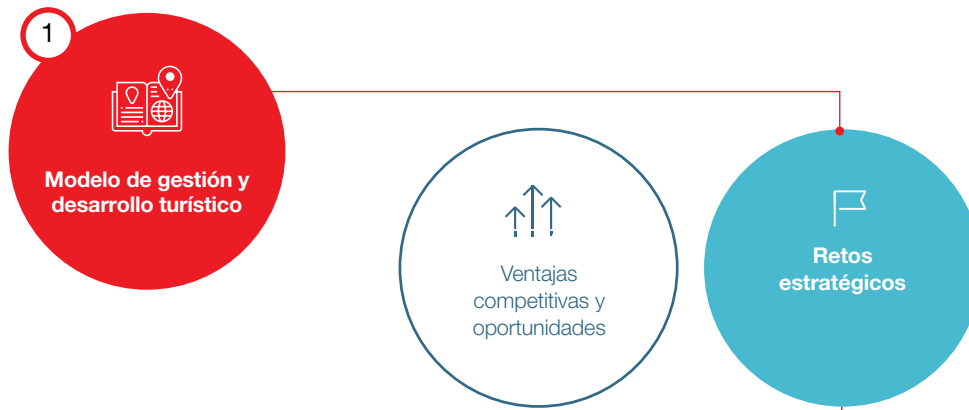 1
Modelo de gestión y
desarrollo turístico
Ventajas
competitivas y
oportunidades
Retos
estratégicos